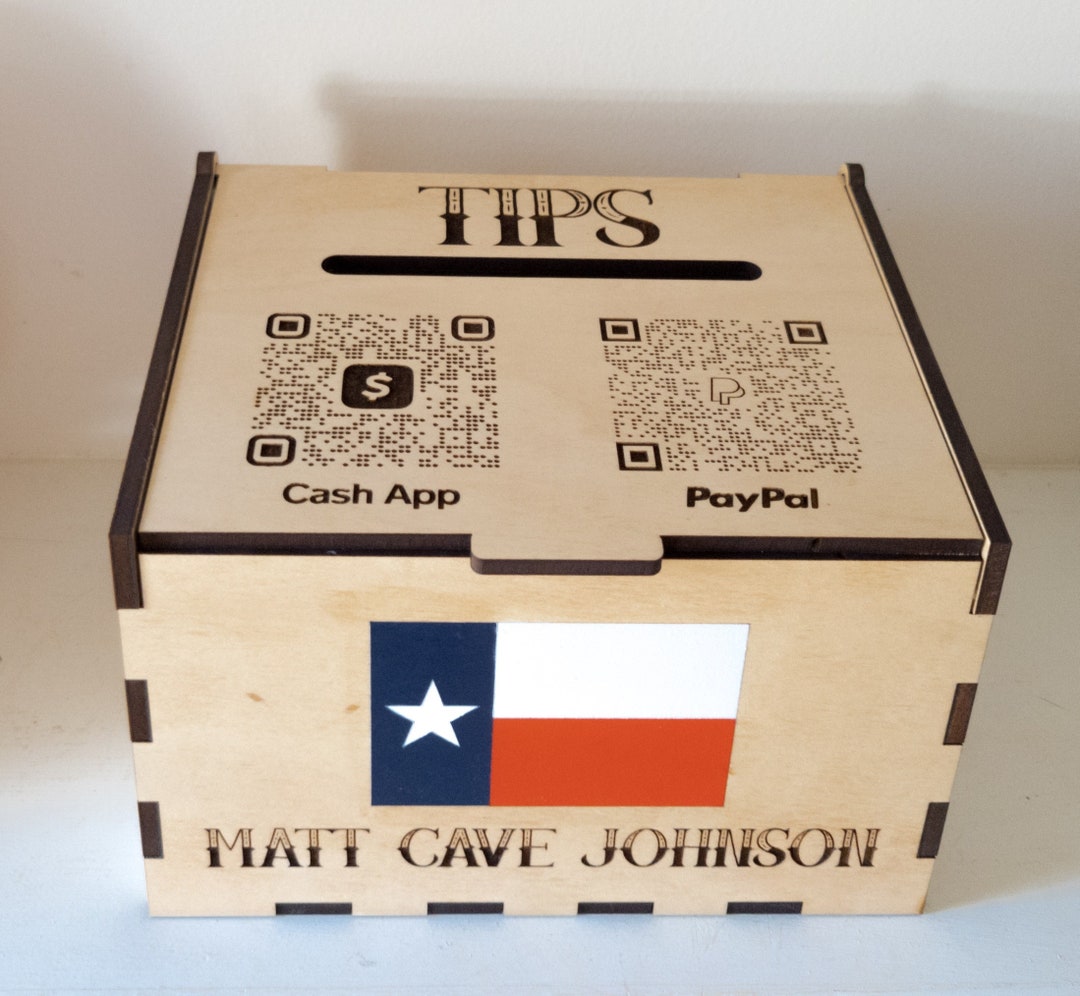 TIPS
$
Cash App
PayPal
MATT CAVE JOHNSON